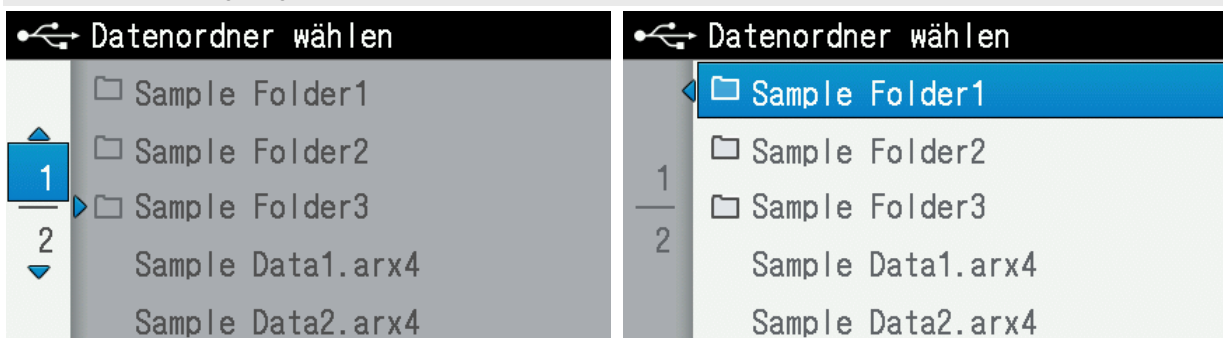 Datenordner wählen
Sample Folder1
Sample Folder2
1
Sample Folder3
2
Sample Data1.arx4
Sample Data2.arx4
Datenordner wählen
Sample Folder1
Sample Folder2
1
Sample Folder3
2
Sample Data1.arx4
Sample Data2.arx4